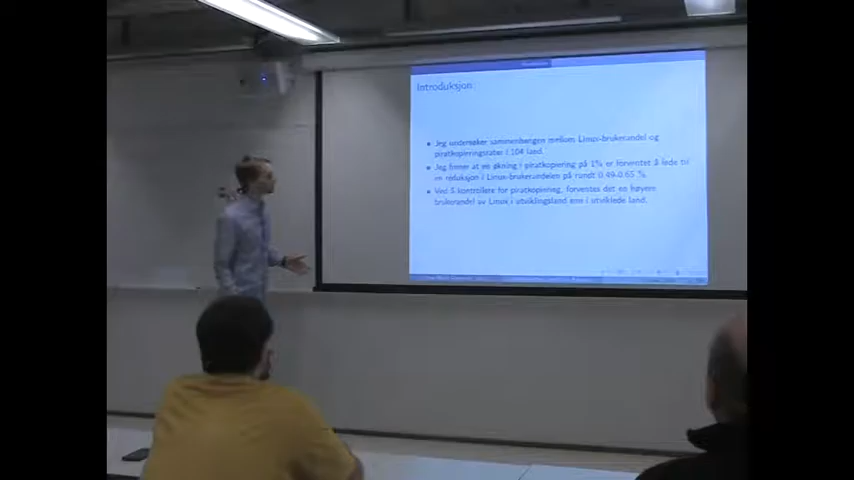 Introduksjon
Jeg undersøker sammenhengen mellom Linux-brukerandel og
piratkopieringsrater i 104 land.
Jeg finner at en økning i piratkopiering på 1% er forventet å lede til
en reduksjon i Linux-brukerandelen på rundt 0.49-0.65 %.
Ved å kontrollere for piratkopiering, forventes det en høyere
brukerandel av Linux i utviklingsland enn i utviklede land.